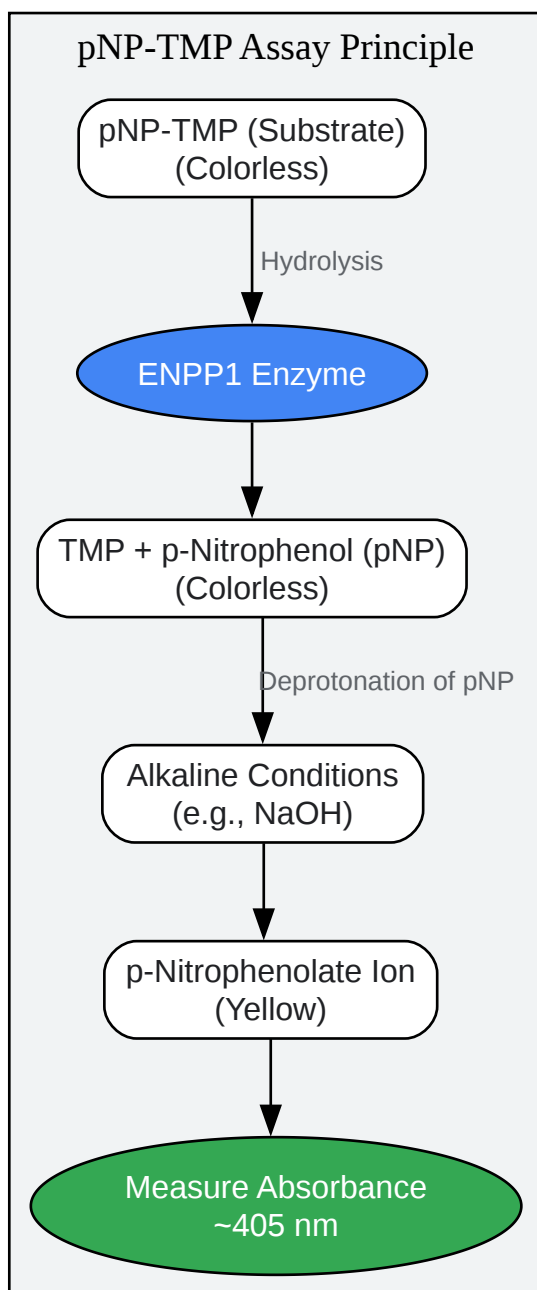 pNP-TMP Assay Principle
pNP-TMP (Substrate)
(Colorless)
Hydrolysis
ENPP1 Enzyme
TMP + p-Nitrophenol (pNP)
(Colorless)
Deprotonation of pNP
Alkaline Conditions
(e.g., NaOH)
p-Nitrophenolate Ion
(Yellow)
Measure Absorbance
~405 nm